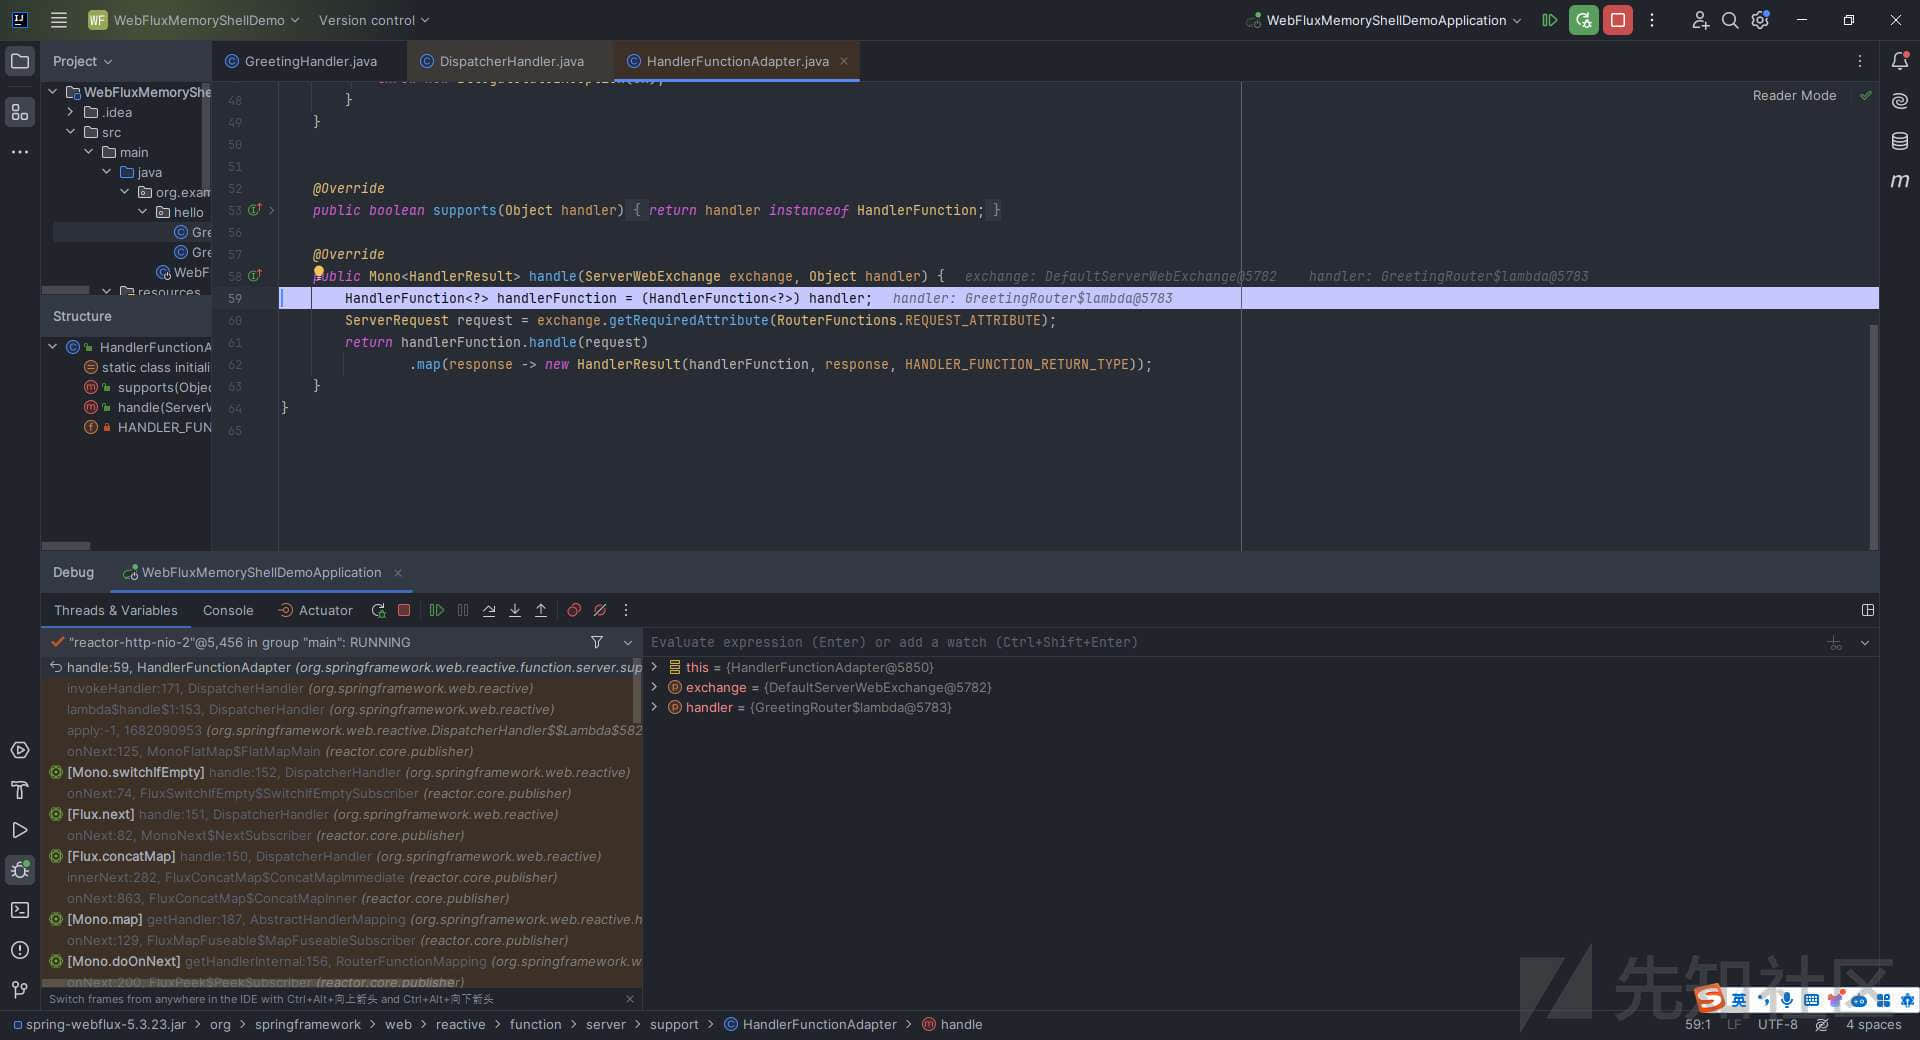 WF WebFluxMemoryShellDemo Version control WebFluxMemoryShellDemoApplication
Project
GreetingHandler.java DispatcherHandler.java HandlerFunctionAdapter.java
WebFluxMemoryShe
.idea
src
main
java
org.exam
hello
Gre
Gre
WebF
resources
Structure
HandlerFunctionA
static class initiali
supports(Objec
handle(ServerW
HANDLER_FUN
Reader Mode
48 }
49 }
50
51
52 @Override
53 public boolean supports(Object handler) { return handler instanceof HandlerFunction; }
56
57 @Override
58 public Mono<HandlerResult> handle(ServerWebExchange exchange, Object handler) { exchange: DefaultServerWebExchange@5782 handler: GreetingRouter$lambda@5783
59 HandlerFunction<?> handlerFunction = (HandlerFunction<?>) handler; handler: GreetingRouter$lambda@5783
60 ServerRequest request = exchange.getRequiredAttribute(RouterFunctions.REQUEST_ATTRIBUTE);
61 return handlerFunction.handle(request)
62 .map(response -> new HandlerResult(handlerFunction, response, HANDLER_FUNCTION_RETURN_TYPE));
63 }
64 }
65
Debug WebFluxMemoryShellDemoApplication
Threads & Variables Console Actuator
"reactor-http-nio-2"@5,456 in group "main": RUNNING
handle:59, HandlerFunctionAdapter (org.springframework.web.reactive.function.server.sup
invokeHandler:171, DispatcherHandler (org.springframework.web.reactive)
lambda$handle$1:153, DispatcherHandler (org.springframework.web.reactive)
apply:-1, 1682090953 (org.springframework.web.reactive.DispatcherHandler$$Lambda$582
onNext:125, MonoFlatMap$FlatMapMain (reactor.core.publisher)
[Mono.switchIfEmpty] handle:152, DispatcherHandler (org.springframework.web.reactive)
onNext:74, FluxSwitchIfEmpty$SwitchIfEmptySubscriber (reactor.core.publisher)
[Flux.next] handle:151, DispatcherHandler (org.springframework.web.reactive)
onNext:82, MonoNext$NextSubscriber (reactor.core.publisher)
[Flux.concatMap] handle:150, DispatcherHandler (org.springframework.web.reactive)
innerNext:282, FluxConcatMap$ConcatMapImmediate (reactor.core.publisher)
onNext:863, FluxConcatMap$ConcatMapInner (reactor.core.publisher)
[Mono.map] getHandler:187, AbstractHandlerMapping (org.springframework.web.reactive.h
onNext:129, FluxMapFuseable$MapFuseableSubscriber (reactor.core.publisher)
[Mono.doOnNext] getHandlerInternal:156, RouterFunctionMapping (org.springframework.w
onNext:200, FluxPeek$PeekSubscriber (reactor.core.publisher)
Switch frames from anywhere in the IDE with Ctrl+Alt+向上箭头 and Ctrl+Alt+向下箭头
Evaluate expression (Enter) or add a watch (Ctrl+Shift+Enter)
this = {HandlerFunctionAdapter@5850}
exchange = {DefaultServerWebExchange@5782}
handler = {GreetingRouter$lambda@5783}
先知社区
英
spring-webflux-5.3.23.jar > org > springframework > web > reactive > function > server > support > HandlerFunctionAdapter > handle
59:1 LF UTF-8 4 spaces